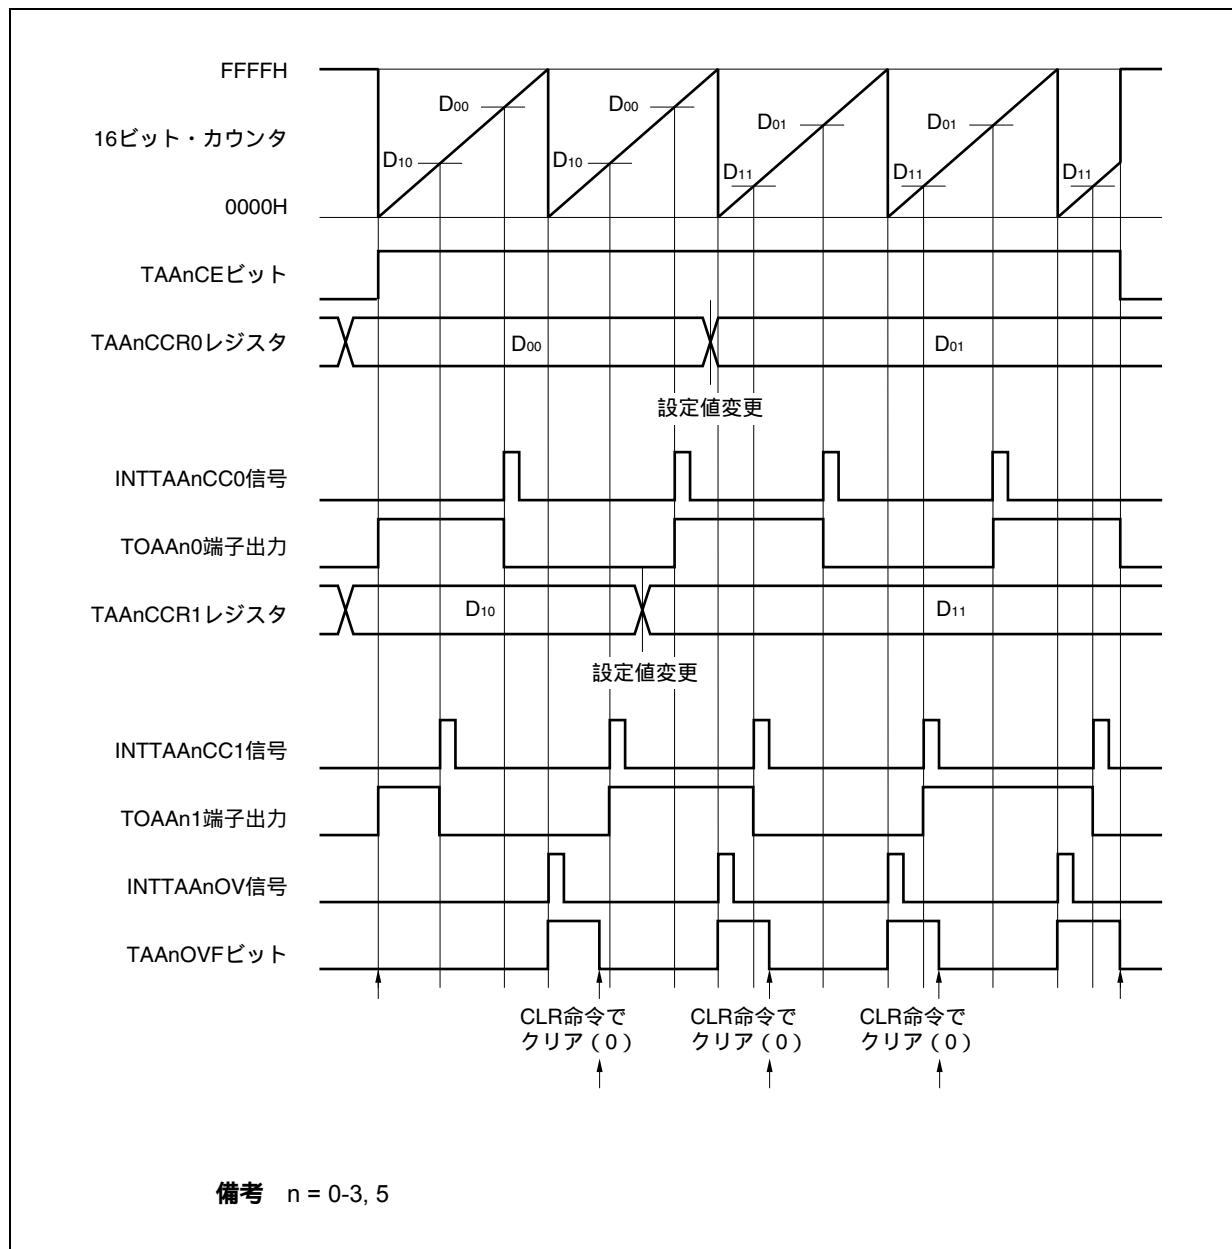 FFFFH
D00
D00
D01
D01
16ビット・カウンタ
D10
D10
D11
D11
D11
0000H
TAAnCEビット
TAAnCCR0レジスタ
D00
D01
設定値変更
INTTAAnCC0信号
TOAAn0端子出力
TAAnCCR1レジスタ
D10
D11
設定値変更
INTTAAnCC1信号
TOAAn1端子出力
INTTAAnOV信号
TAAnOVFビット
CLR命令で
クリア(0)
CLR命令で
クリア(0)
CLR命令で
クリア(0)
備考 n = 0-3, 5